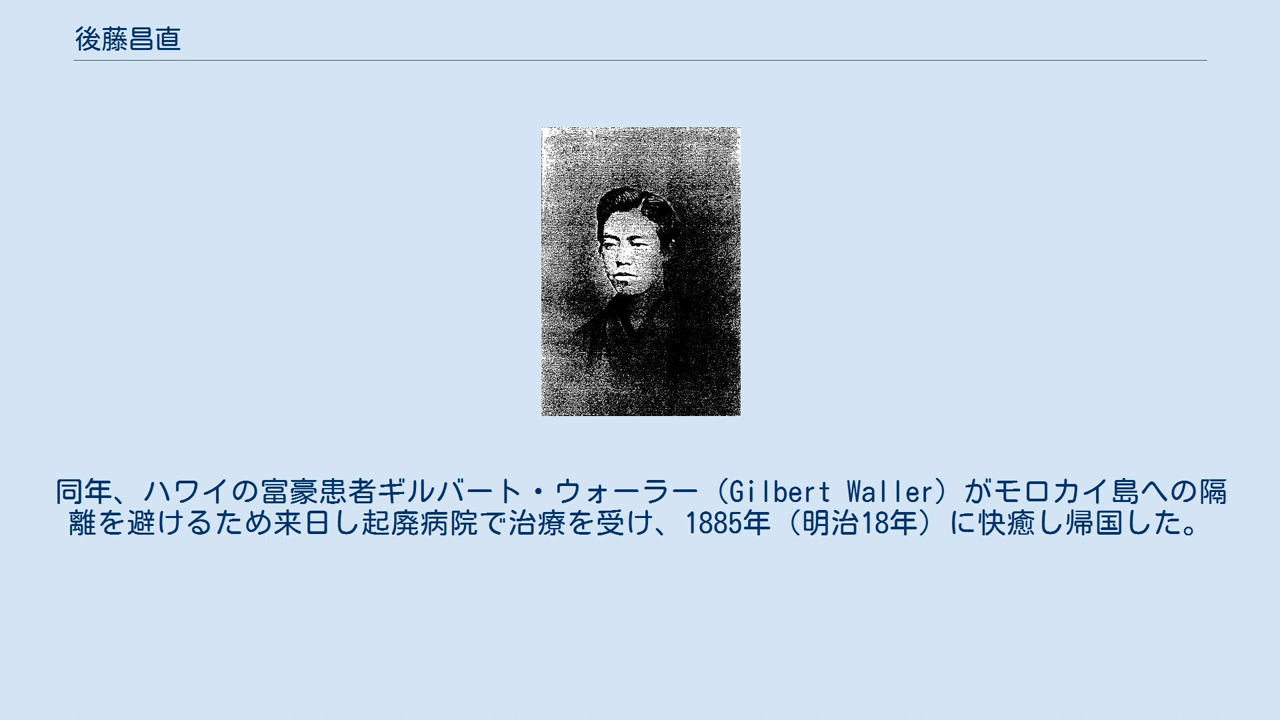 後藤昌直
同年、ハワイの富豪患者ギルバート・ウォーラー（Gilbert Waller）がモロカイ島への隔
離を避けるため来日し起廃病院で治療を受け、1885年（明治18年）に快癒し帰国した。